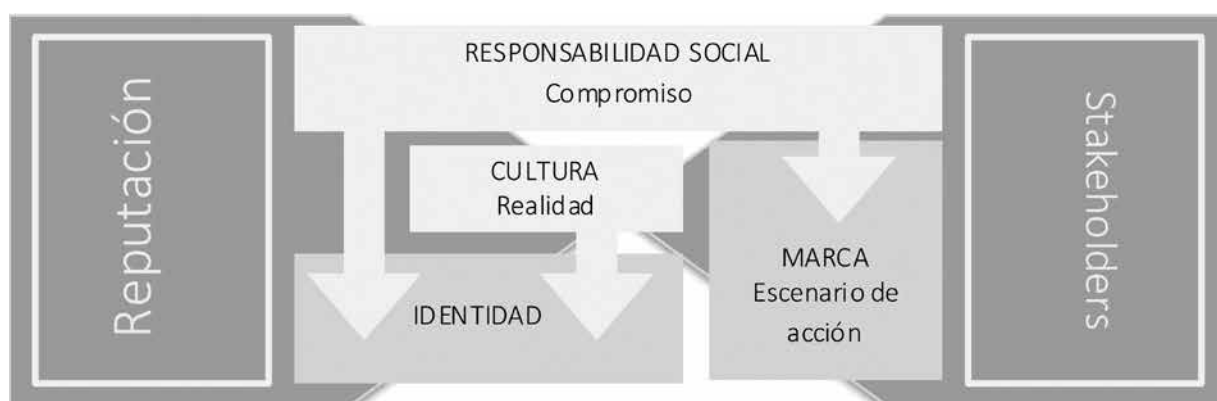 Reputación
RESPONSABILIDAD SOCIAL
Compromiso
CULTURA
Realidad
IDENTIDAD
MARCA
Escenario de
acción
Stakeholders